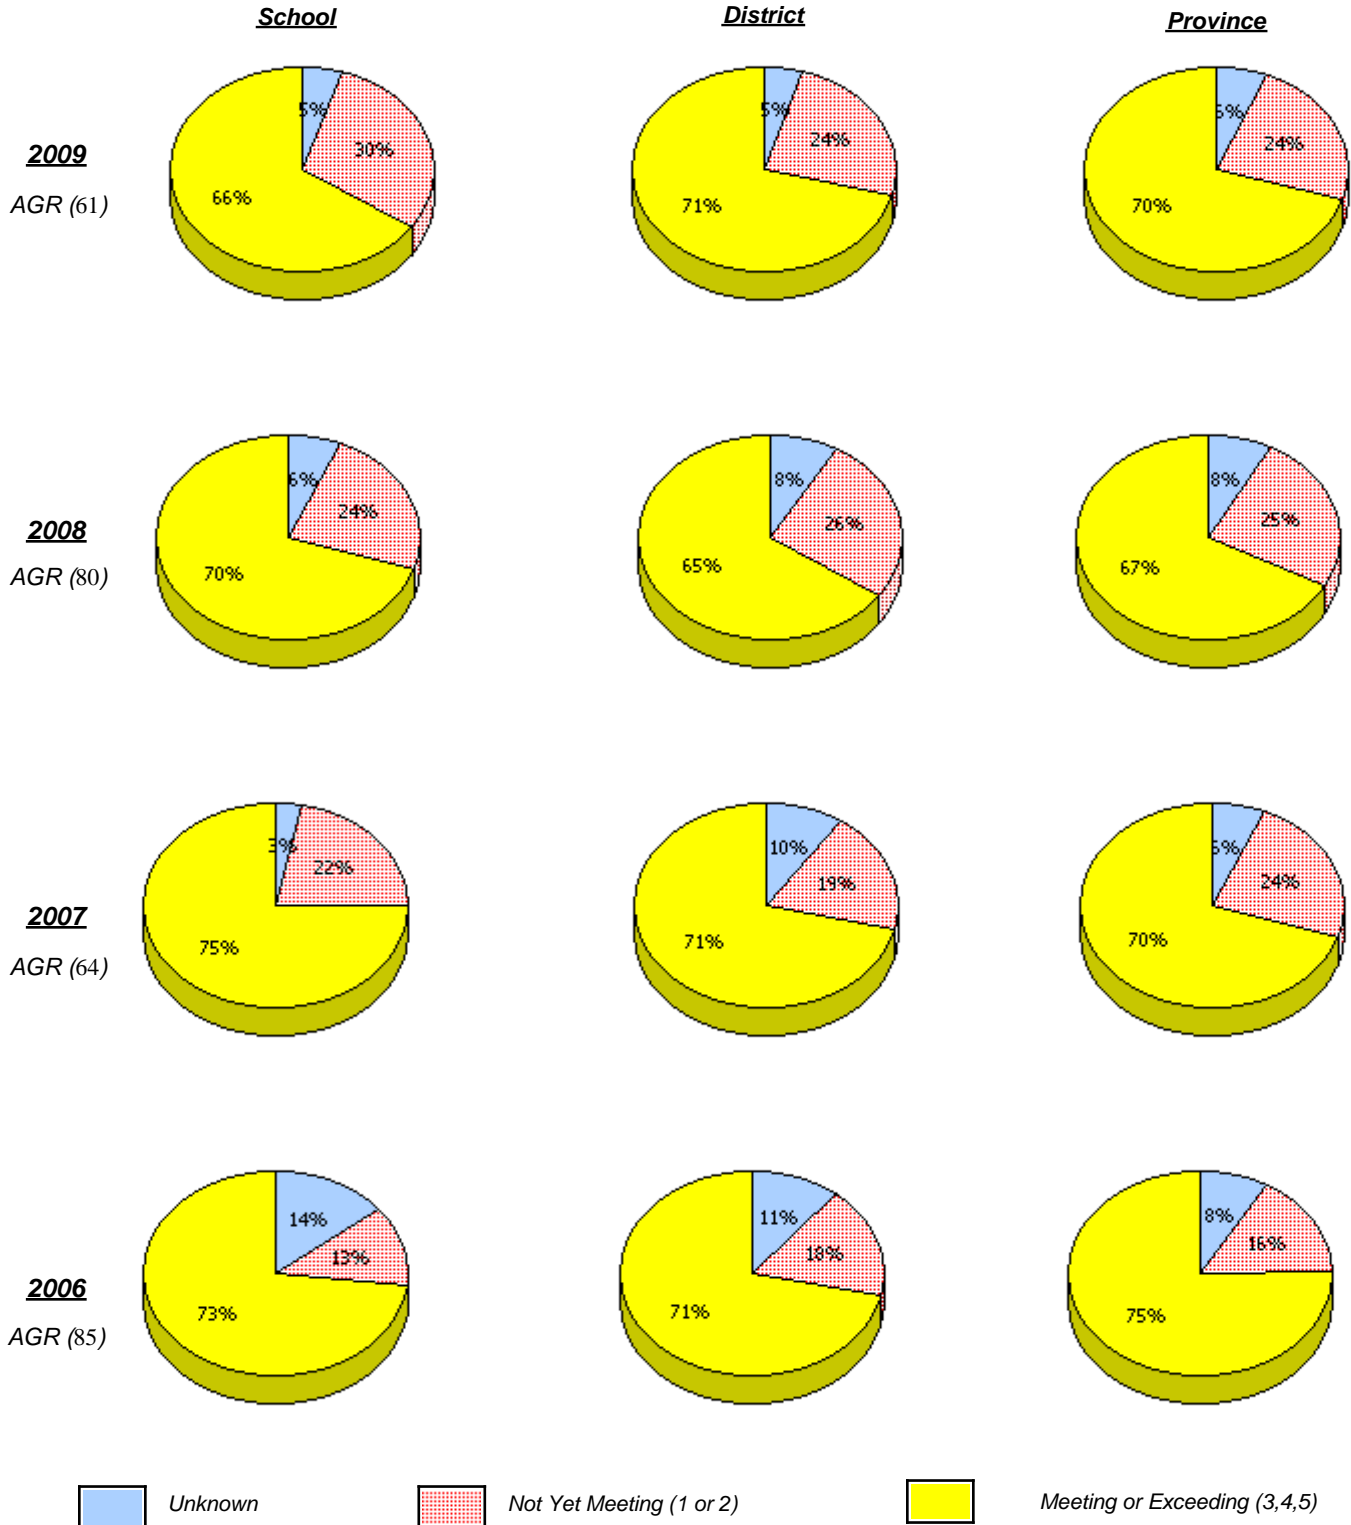 School District Province
5% 5%
2009 30% 24% 24%
AGR (61) 66% 71% 70%
6% 8% 8%
2008 24% 26% 25%
AGR (80) 70% 65% 67%
3% 10%
2007 22% 19% 24%
AGR (64) 75% 71% 70%
14% 11% 8%
13% 18% 16%
2006 73% 71% 75%
AGR (85)
Unknown Not Yet Meeting (1 or 2) Meeting or Exceeding (3,4,5)